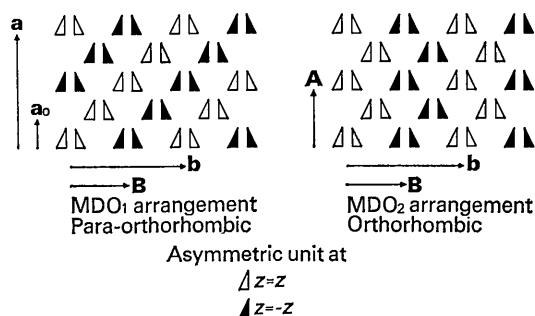 a
A
a₀
b
b
B
B
MDO₁ arrangement
Para-orthorhombic
MDO₂ arrangement
Orthorhombic
Asymmetric unit at
z=z
z=-z